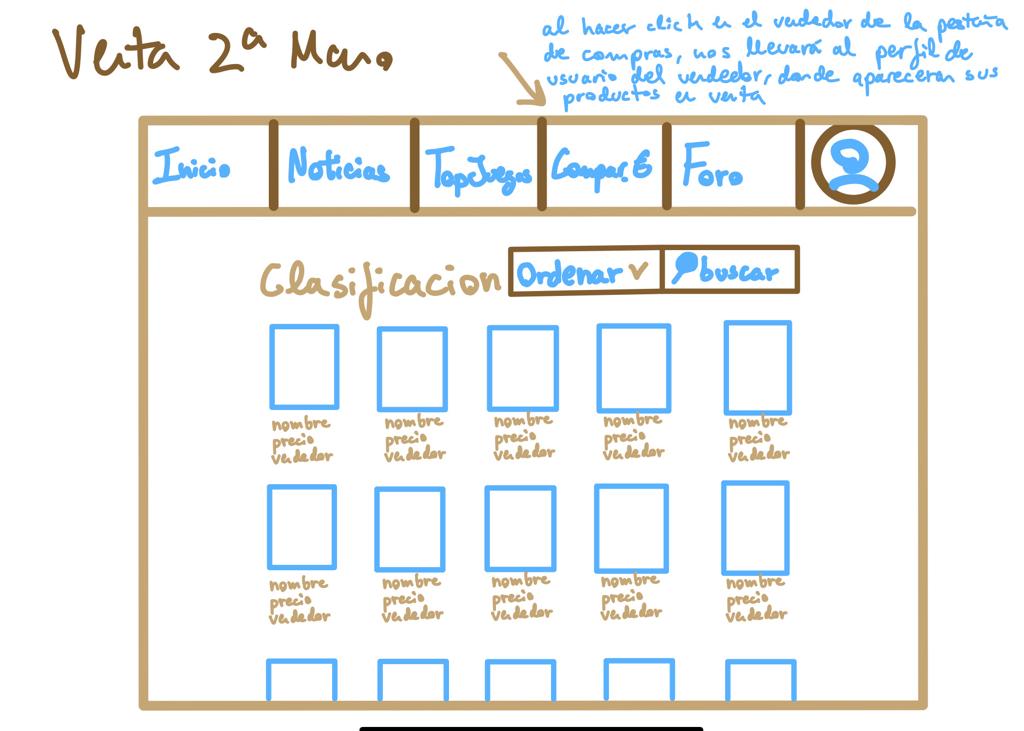 Venta 2ª Mano
al hacer click en el vendedor de la pestaña
de compras, nos llevará al perfil de
usuario del vendedor, donde apareceran sus
productos en venta
Inicio Noticias TopJuegos Foro
Clasificacion Ordenar buscar
nombre nombre nombre nombre nombre
precio precio precio precio precio
vendedor vendedor vendedor vendedor vendedor
nombre nombre nombre nombre nombre
precio precio precio precio precio
vendedor vendedor vendedor vendedor vendedor